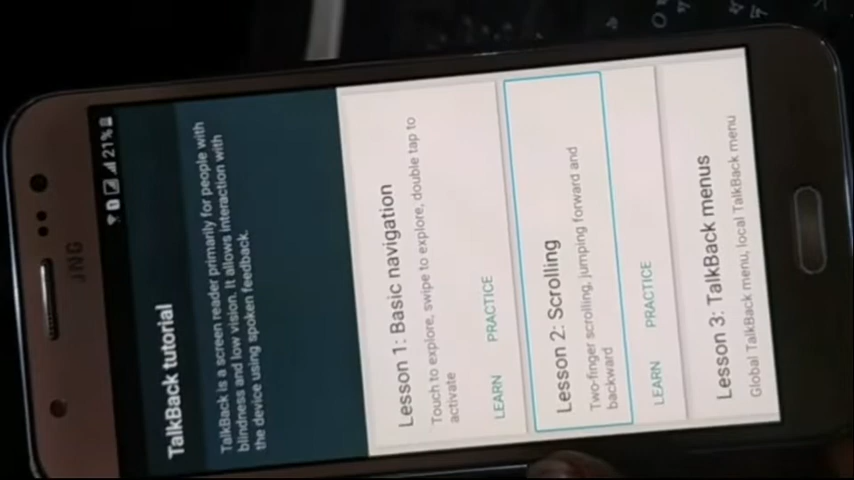 21%
TalkBack tutorial
TalkBack is a screen reader primarily for people with
blindness and low vision. It allows interaction with
the device using spoken feedback.
Lesson 1: Basic navigation
Touch to explore, swipe to explore, double tap to
activate
LEARN PRACTICE
Lesson 2: Scrolling
Two-finger scrolling, jumping forward and
backward
LEARN PRACTICE
Lesson 3: TalkBack menus
Global TalkBack menu, local TalkBack menu